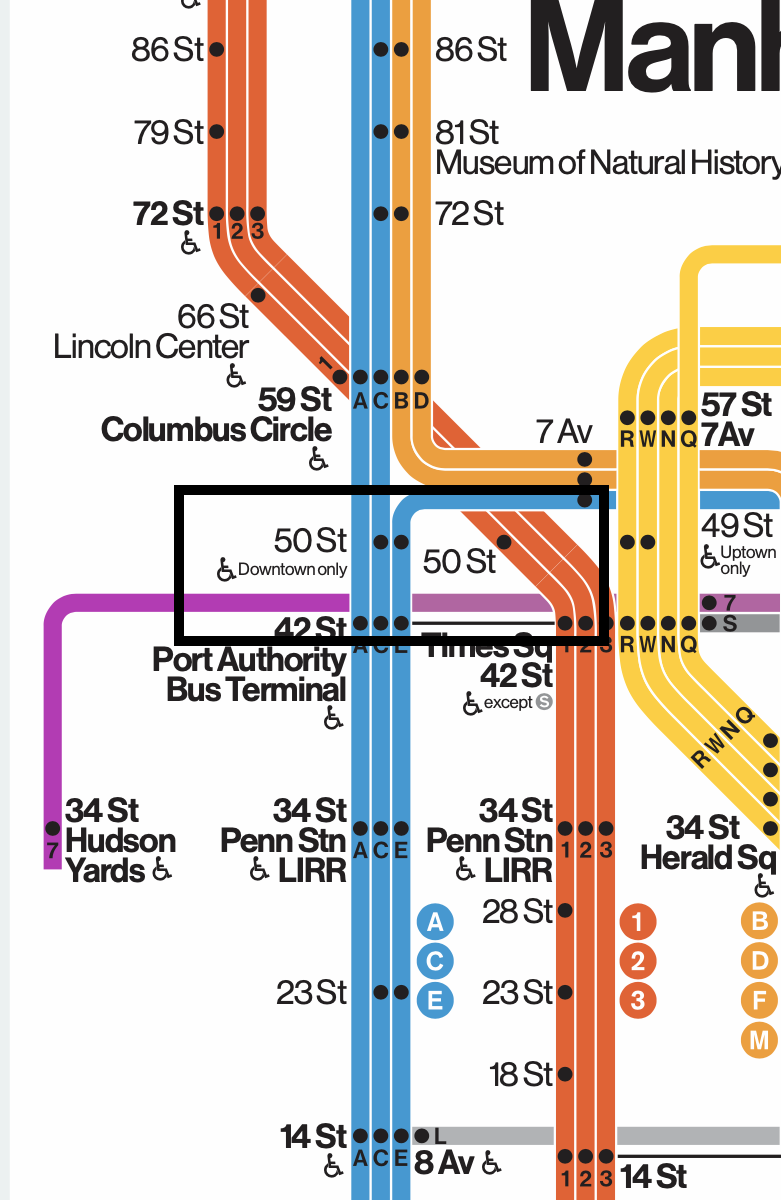 Manh
86 St
86 St
79 St
81 St
Museum of Natural History
72 St
1 2 3
72 St
66 St
Lincoln Center
1
59 St
Columbus Circle
A C B D
57 St
7 Av
R W N Q
7 Av
50 St
Downtown only
50 St
49 St
Uptown
only
7
S
42 St
Port Authority
Bus Terminal
A C E
Times Sq
42 St
except S
1 2 3
R W N Q
R W N Q
34 St
Hudson
Yards
7
34 St
Penn Stn
LIRR
A C E
34 St
Penn Stn
LIRR
1 2 3
34 St
Herald Sq
28 St
A
C
E
1
2
3
B
D
F
M
23 St
23 St
18 St
14 St
A C E
L
8 Av
1 2 3
14 St